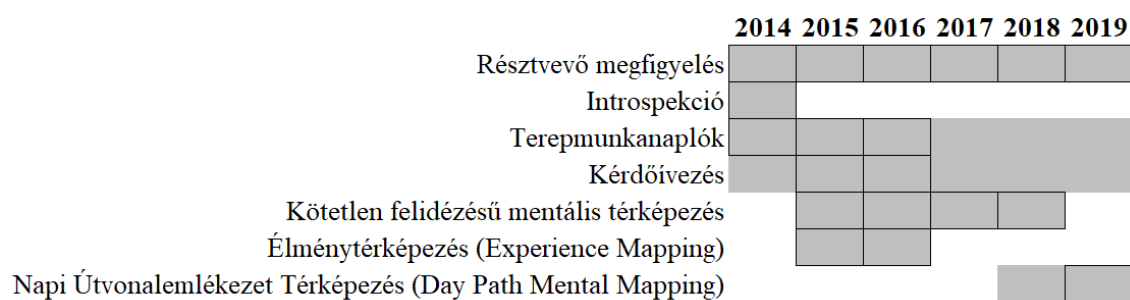 2014 2015 2016 2017 2018 2019
Résztvevő megfigyelés
Introspekció
Terepmunkanaplók
Kérdőívezés
Kötetlen felidézésű mentális térképezés
Élménytérképezés (Experience Mapping)
Napi Útvonalemlékezet Térképezés (Day Path Mental Mapping)